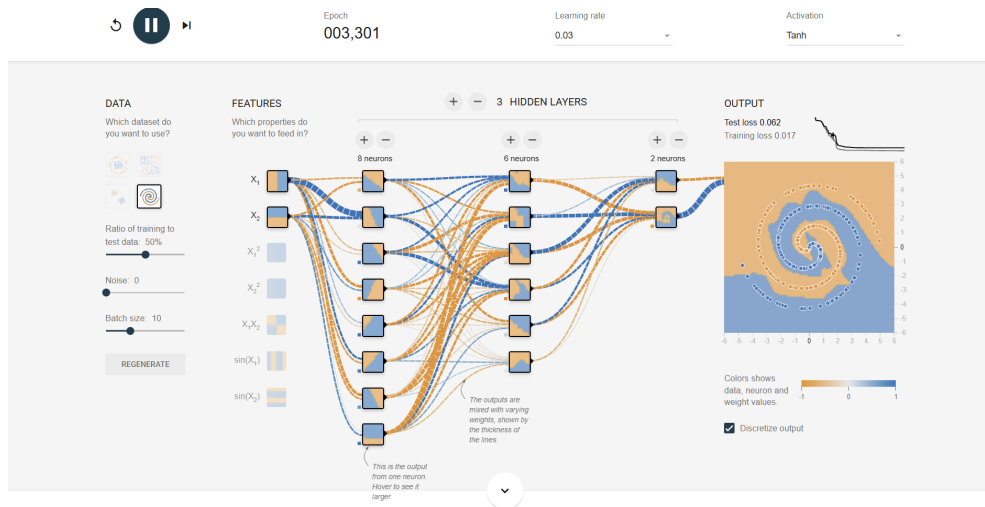 Epoch
003,301
Learning rate
0.03
Activation
Tanh
DATA
Which dataset do
you want to use?
Ratio of training to
test data: 50%
Noise: 0
Batch size: 10
REGENERATE
FEATURES
Which properties do
you want to feed in?
X1
X2
X1²
X2²
X1X2
sin(X1)
sin(X2)
3 HIDDEN LAYERS
8 neurons
6 neurons
2 neurons
This is the output
from one neuron.
Hover to see it
larger.
The outputs are
mixed with varying
weights, shown by
the thickness of
the lines.
OUTPUT
Test loss 0.062
Training loss 0.017
6
5
4
3
2
1
0
-1
-2
-3
-4
-5
-6
-6 -5 -4 -3 -2 -1 0 1 2 3 4 5 6
Colors shows
data, neuron and
weight values.
-1 0 1
Discretize output